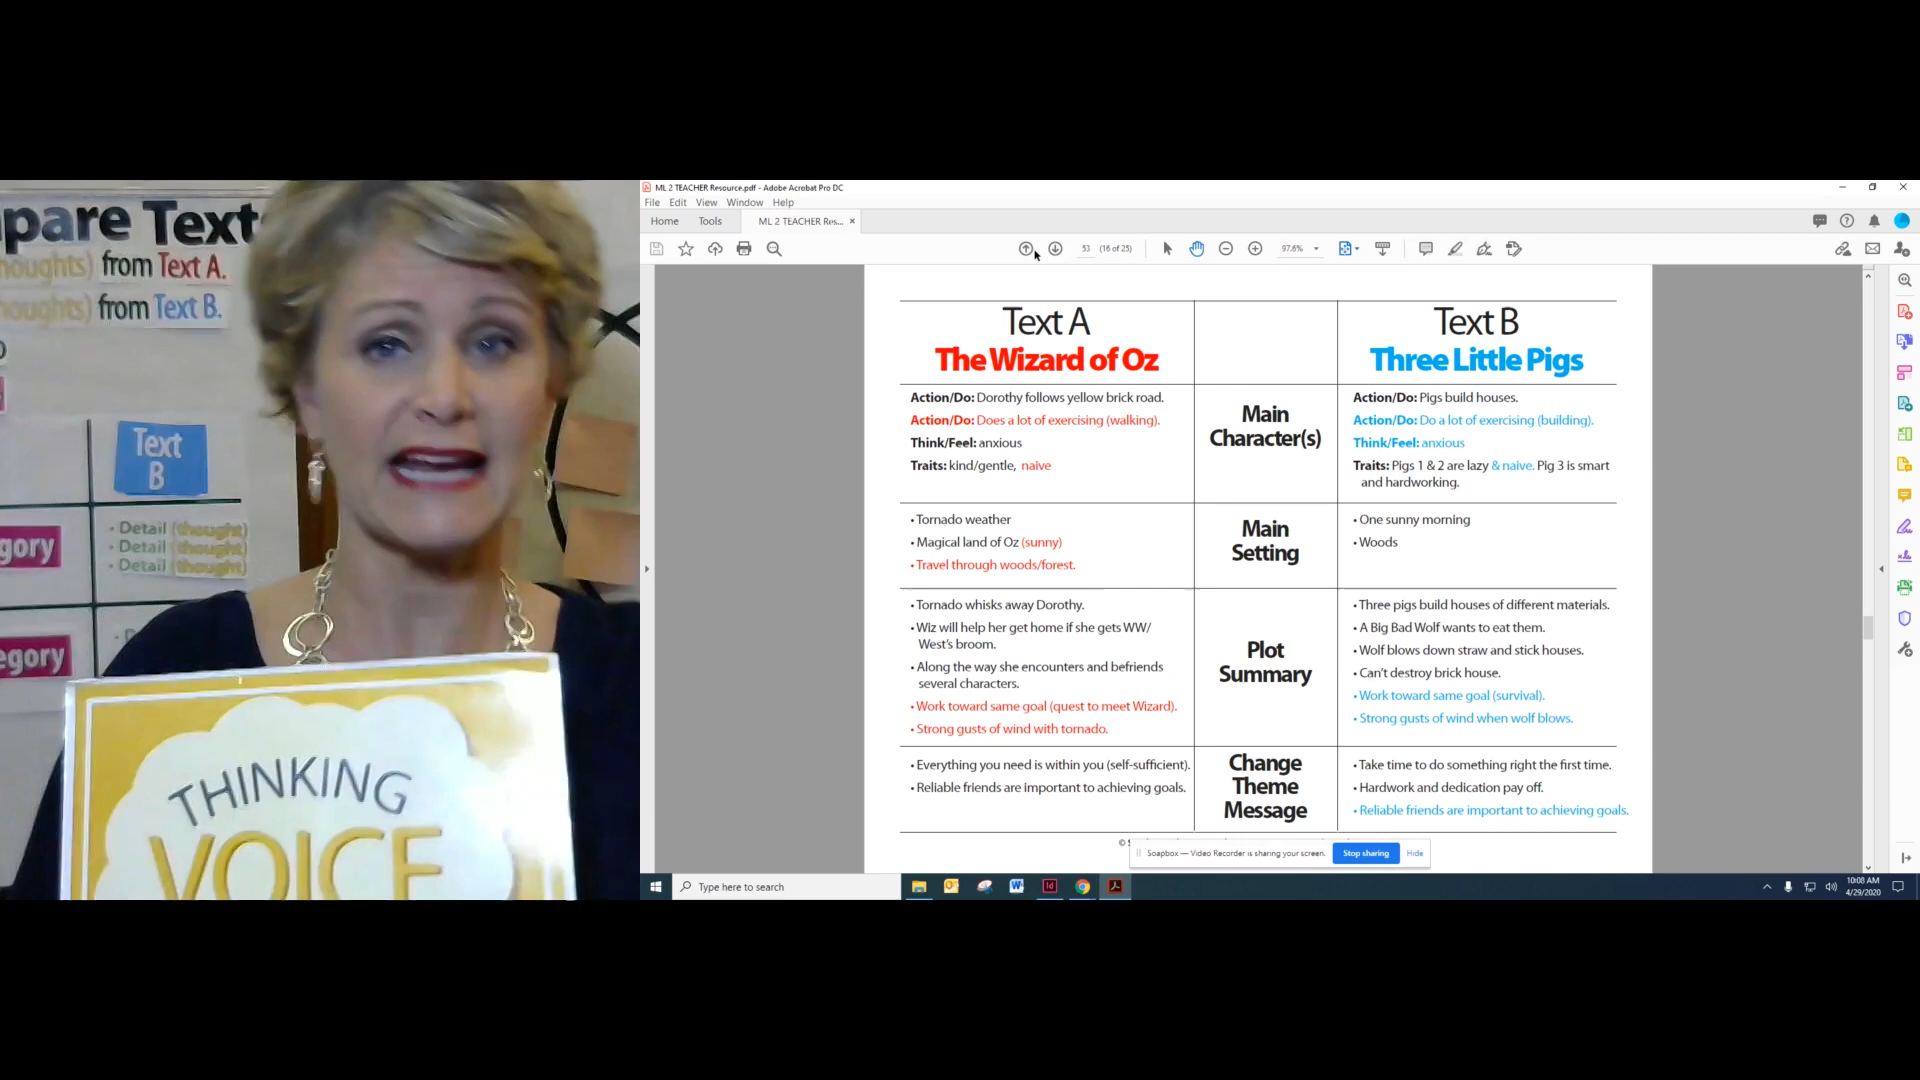 pare Text
houghts) from Text A.
houghts) from Text B.
Text
B
gory
• Detail (thought)
• Detail (thought)
• Detail (thought)
egory
THINKING
VOICE
ML 2 TEACHER Resource.pdf - Adobe Acrobat Pro DC
File Edit View Window Help
Home Tools ML 2 TEACHER Res... ×
53 (16 of 25) 97.6%
Text A
The Wizard of Oz
Text B
Three Little Pigs
Action/Do: Dorothy follows yellow brick road.
Action/Do: Does a lot of exercising (walking).
Think/Feel: anxious
Traits: kind/gentle, naive
Main
Character(s)
Action/Do: Pigs build houses.
Action/Do: Do a lot of exercising (building).
Think/Feel: anxious
Traits: Pigs 1 & 2 are lazy & naive. Pig 3 is smart
and hardworking.
• Tornado weather
• Magical land of Oz (sunny)
• Travel through woods/forest.
Main
Setting
• One sunny morning
• Woods
• Tornado whisks away Dorothy.
• Wiz will help her get home if she gets WW/
West's broom.
• Along the way she encounters and befriends
several characters.
• Work toward same goal (quest to meet Wizard).
• Strong gusts of wind with tornado.
Plot
Summary
• Three pigs build houses of different materials.
• A Big Bad Wolf wants to eat them.
• Wolf blows down straw and stick houses.
• Can't destroy brick house.
• Work toward same goal (survival).
• Strong gusts of wind when wolf blows.
• Everything you need is within you (self-sufficient).
• Reliable friends are important to achieving goals.
Change
Theme
Message
• Take time to do something right the first time.
• Hardwork and dedication pay off.
• Reliable friends are important to achieving goals.
Soapbox — Video Recorder is sharing your screen. Stop sharing Hide
Type here to search
10:08 AM
4/29/2020